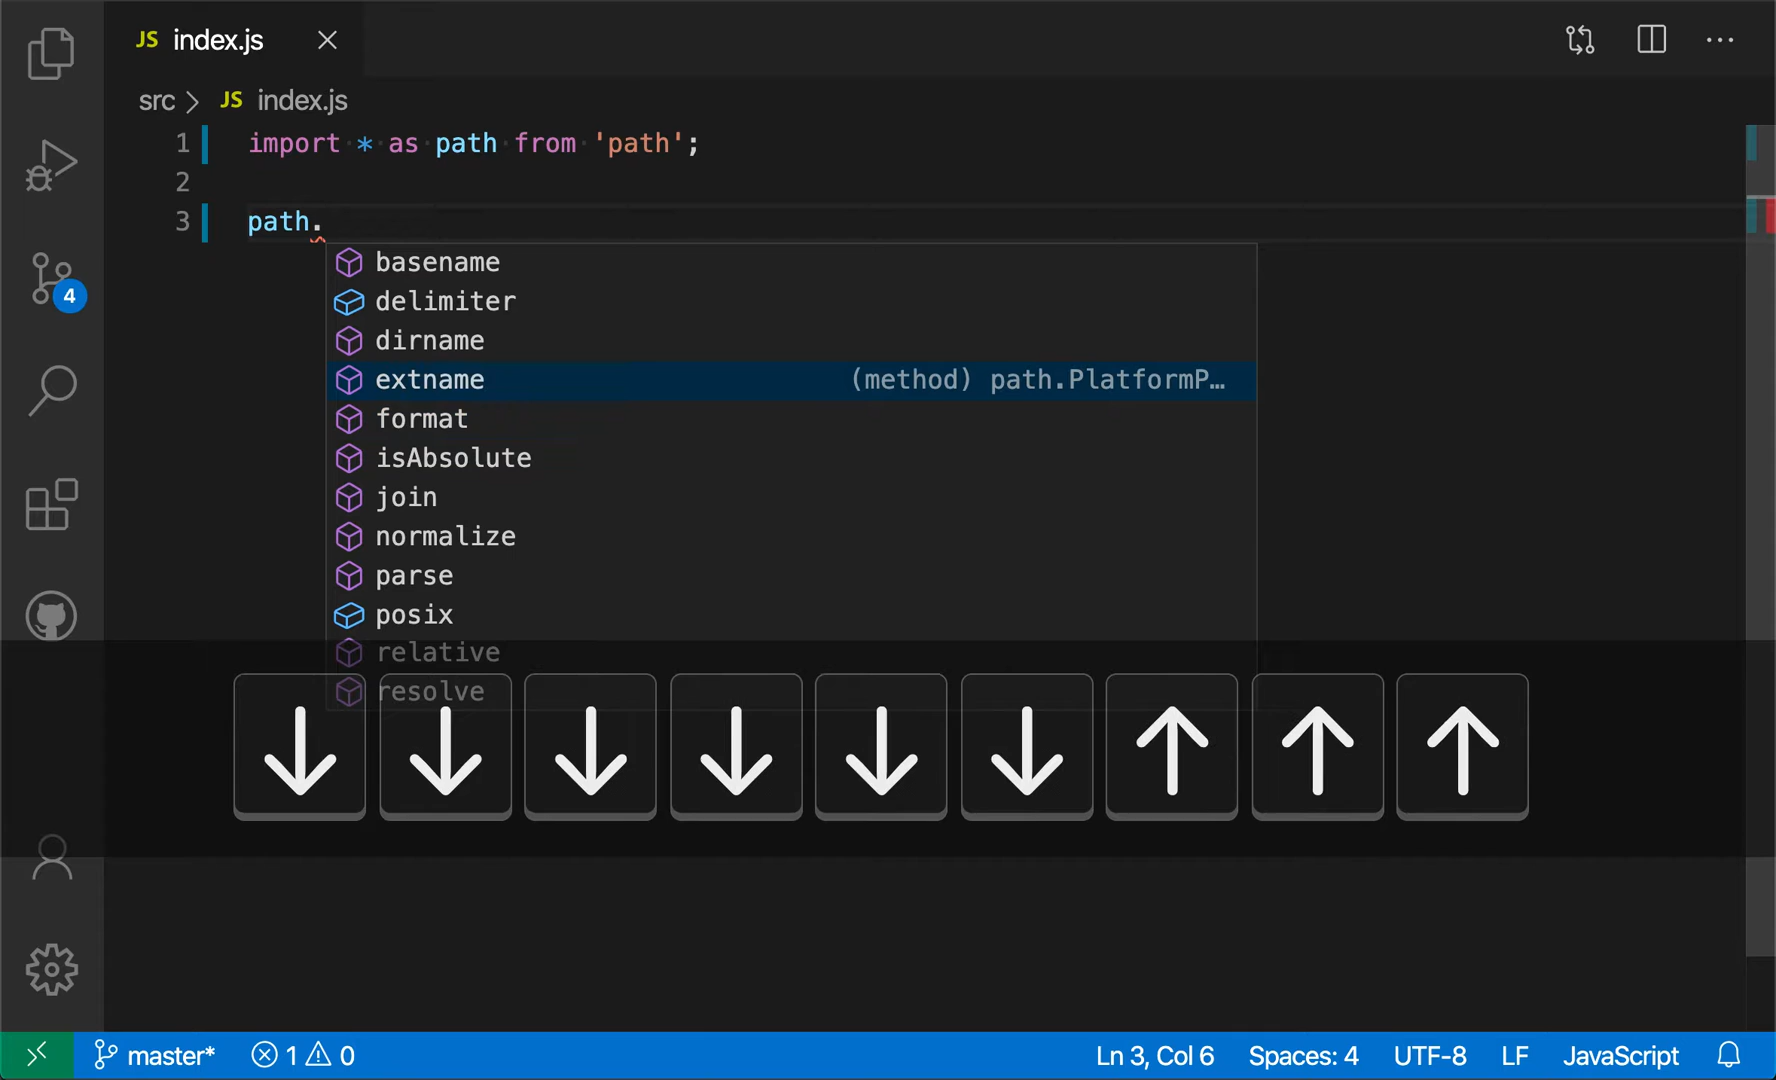 JS index.js
src > JS index.js
1 import * as path from 'path';
2
3 path.
basename
delimiter
dirname
extname (method) path.PlatformP…
format
isAbsolute
join
normalize
parse
posix
relative
resolve
4
master* 1 0 Ln 3, Col 6 Spaces: 4 UTF-8 LF JavaScript